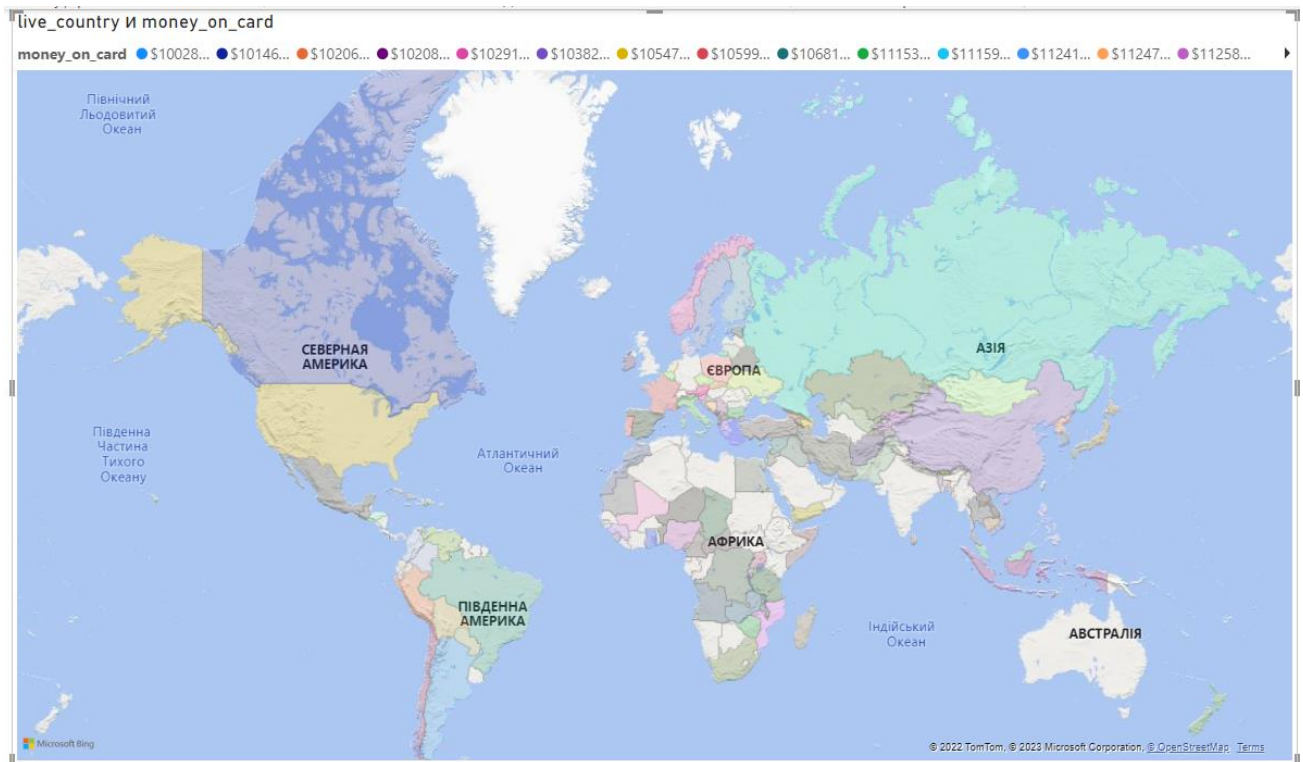 live_country и money_on_card
money_on_card $10028... $10146... $10206... $10208... $10291... $10382... $10547... $10599... $10681... $11153... $11159... $11241... $11247... $11258...
Північний
Льодовитий
Океан
СЕВЕРНАЯ
АМЕРИКА
АЗІЯ
ЄВРОПА
Південна
Частина
Тихого
Океану
Атлантичний
Океан
АФРИКА
ПІВДЕННА
АМЕРИКА
Індійський
Океан
АВСТРАЛІЯ
Microsoft Bing
© 2022 TomTom, © 2023 Microsoft Corporation, © OpenStreetMap Terms